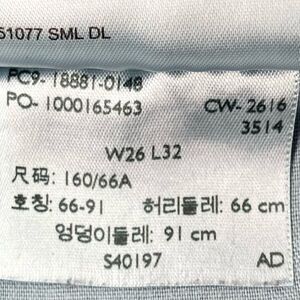 51077 SML DL
PC9- 18881-0148
PO- 1000165463 CW- 2616
3514
W26 L32
尺码: 160/66A
호칭: 66-91 허리둘레: 66 cm
엉덩이둘레: 91 cm
S40197 AD